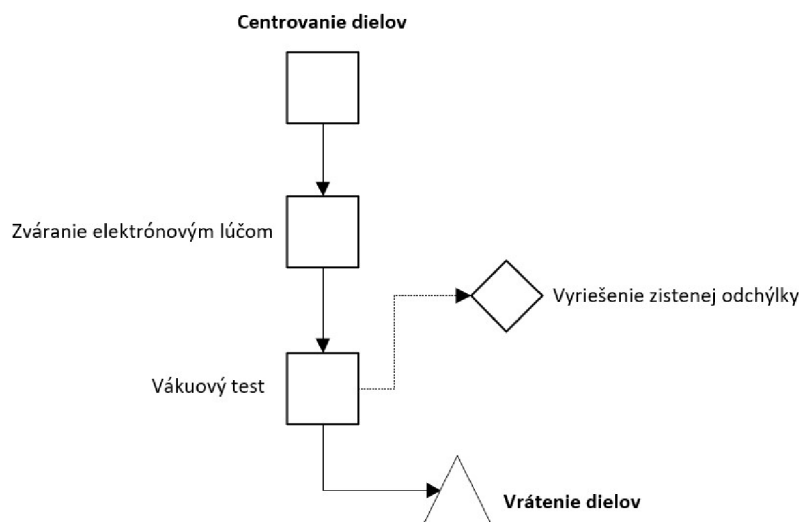 Centrovanie dielov
Zváranie elektrónovým lúčom
Vyriešenie zistenej odchýlky
Vákuový test
Vrátenie dielov